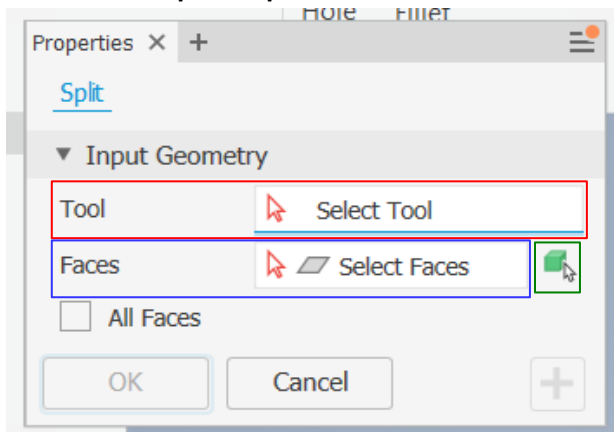 Hole Fillet
Properties × +
Split
Input Geometry
Tool Select Tool
Faces Select Faces
All Faces
OK Cancel +